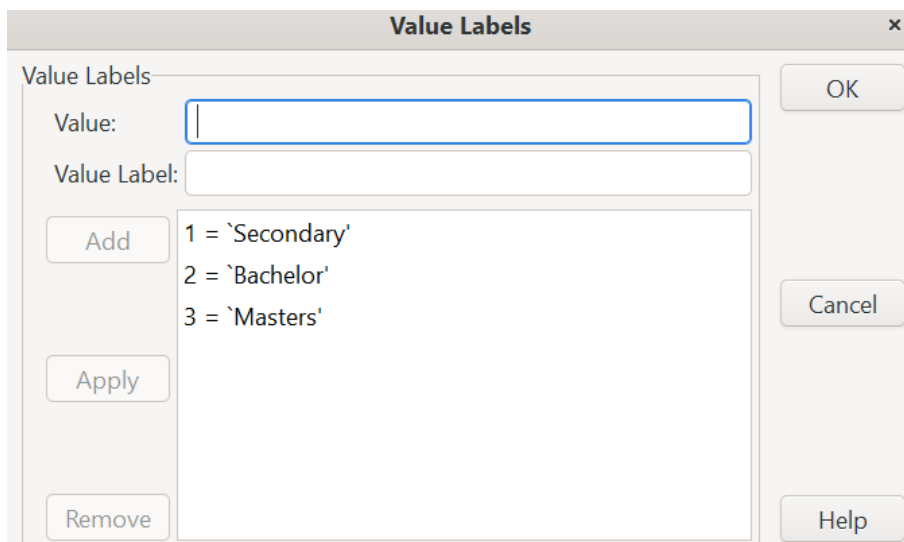 Value Labels
×
Value Labels
OK
Value:
Value Label:
Add
1 = `Secondary'
2 = `Bachelor'
3 = `Masters'
Cancel
Apply
Remove
Help